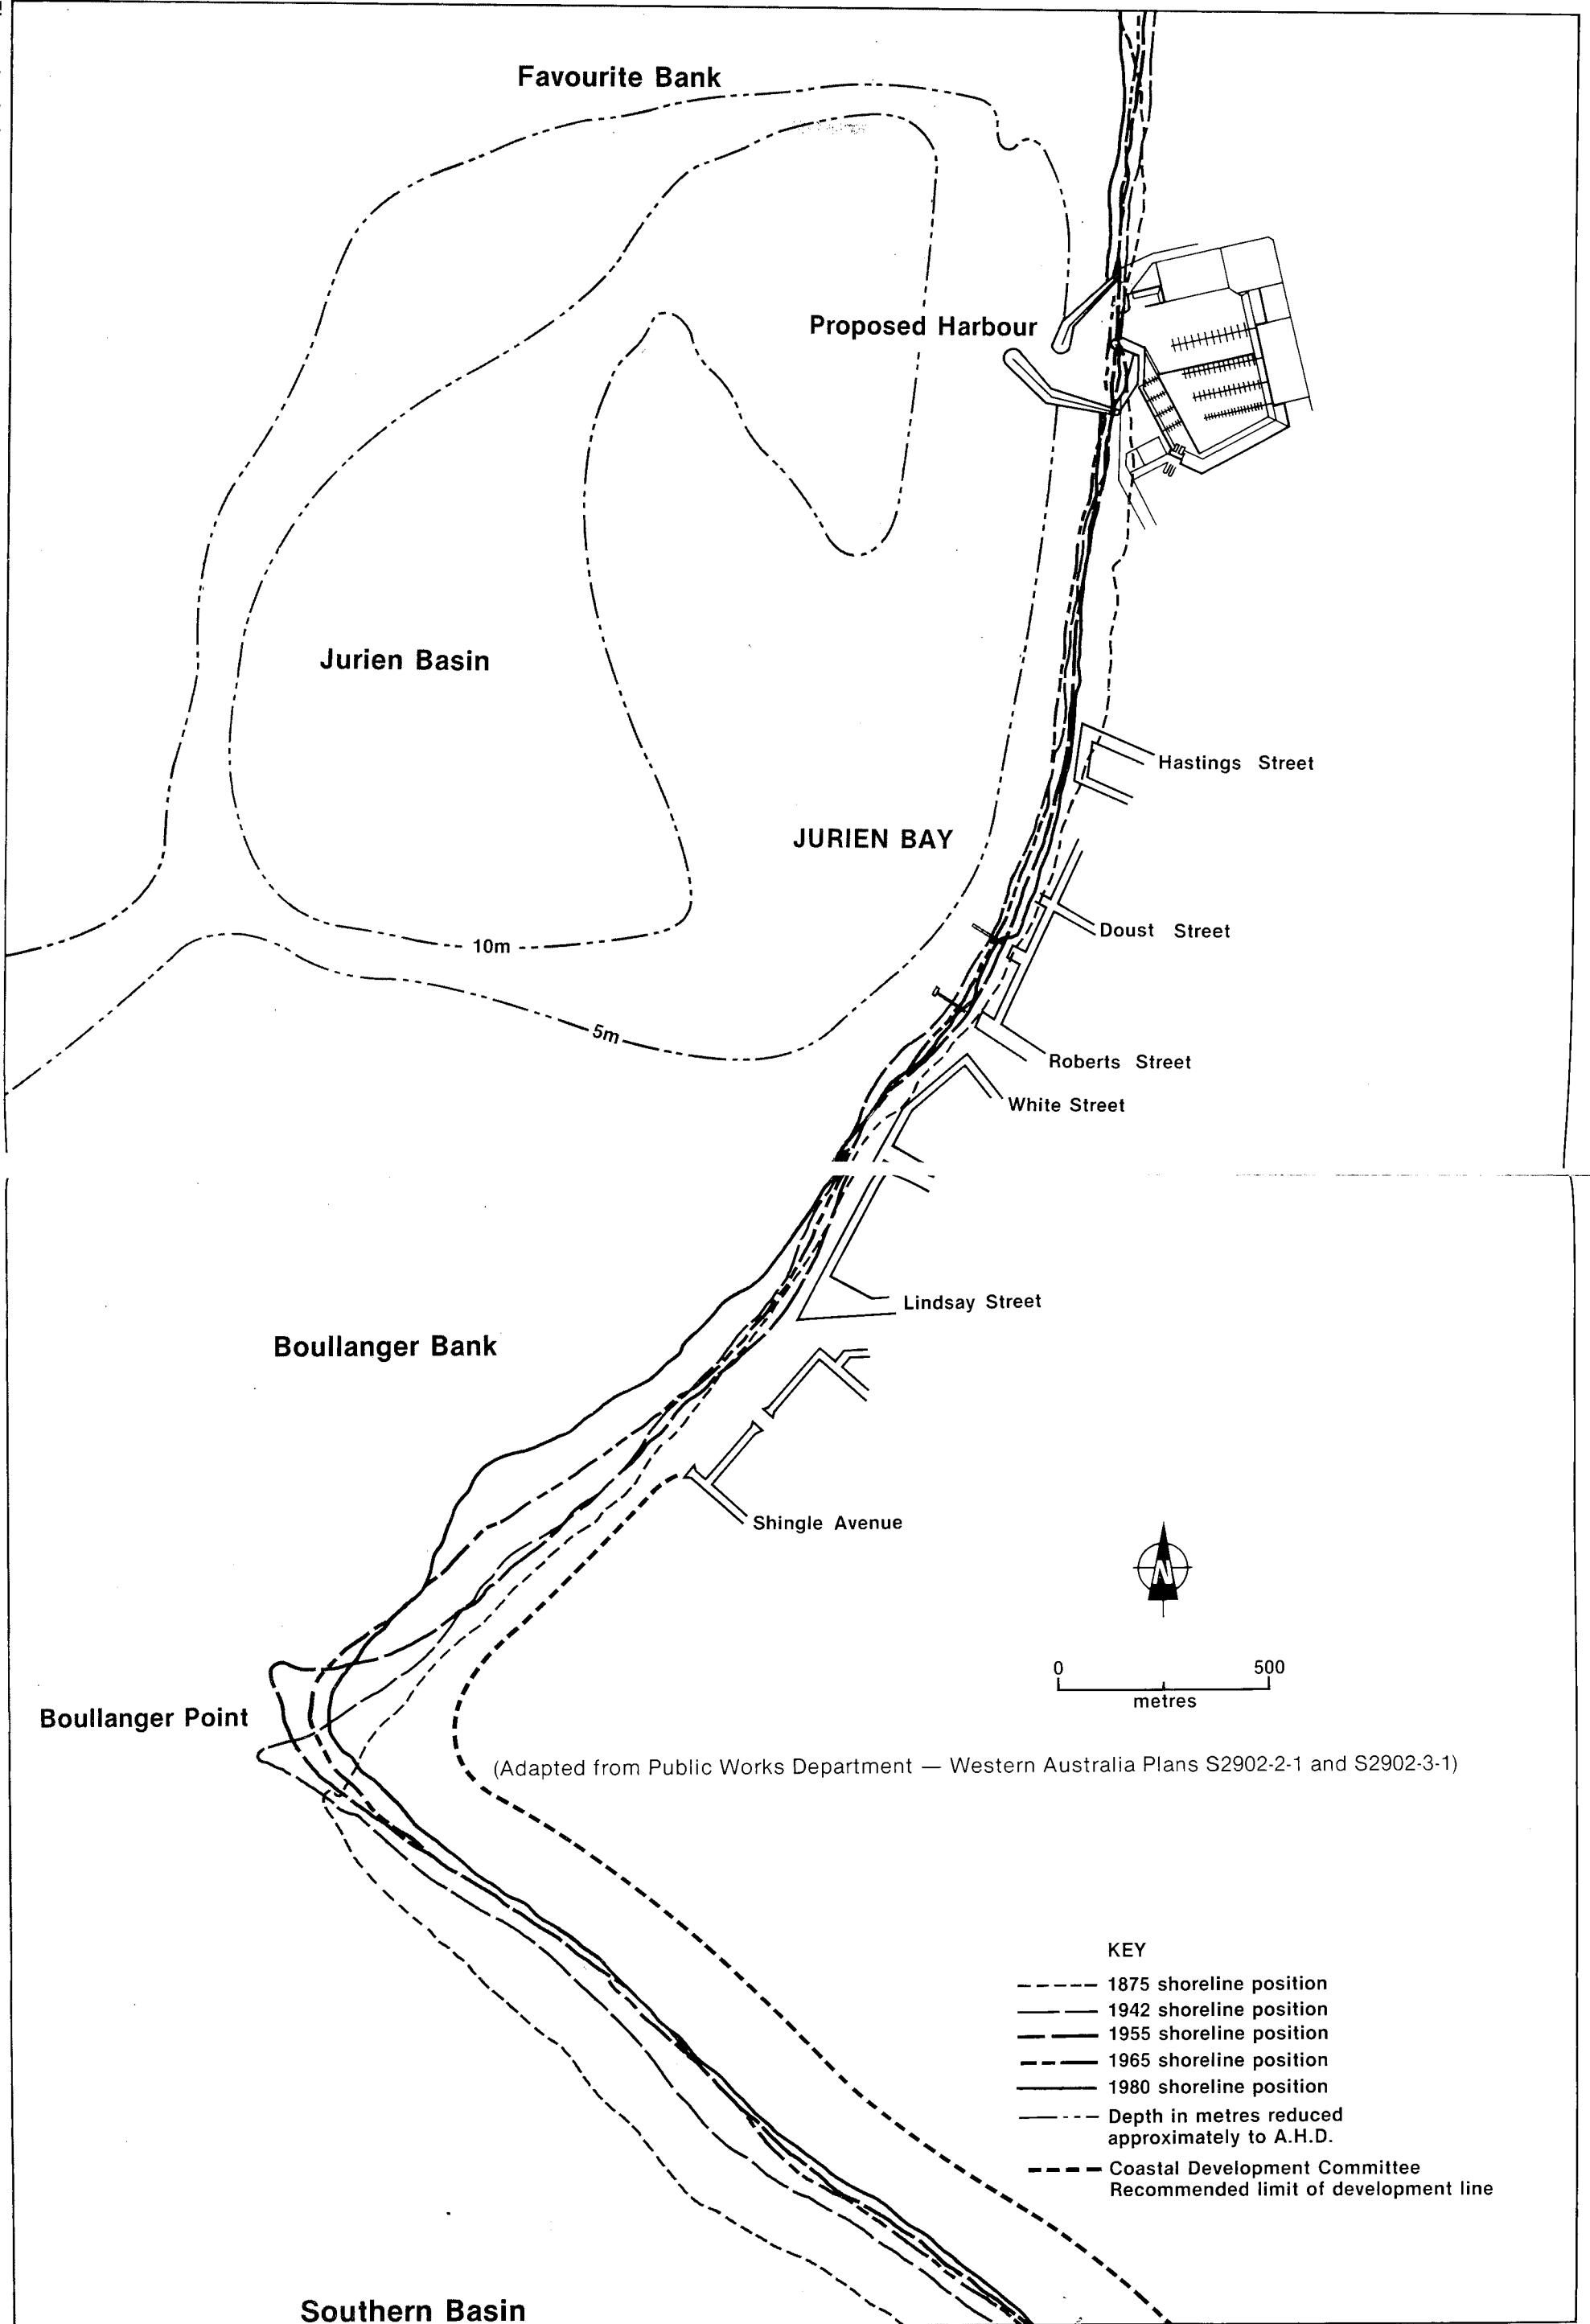 Favourite Bank
Proposed Harbour
Jurien Basin
Hastings Street
JURIEN BAY
Doust Street
10m
5m
Roberts Street
White Street
Lindsay Street
Boullanger Bank
Shingle Avenue
N
0 500
metres
Boullanger Point
(Adapted from Public Works Department — Western Australia Plans S2902-2-1 and S2902-3-1)
KEY
1875 shoreline position
1942 shoreline position
1955 shoreline position
1965 shoreline position
1980 shoreline position
Depth in metres reduced
approximately to A.H.D.
Coastal Development Committee
Recommended limit of development line
Southern Basin